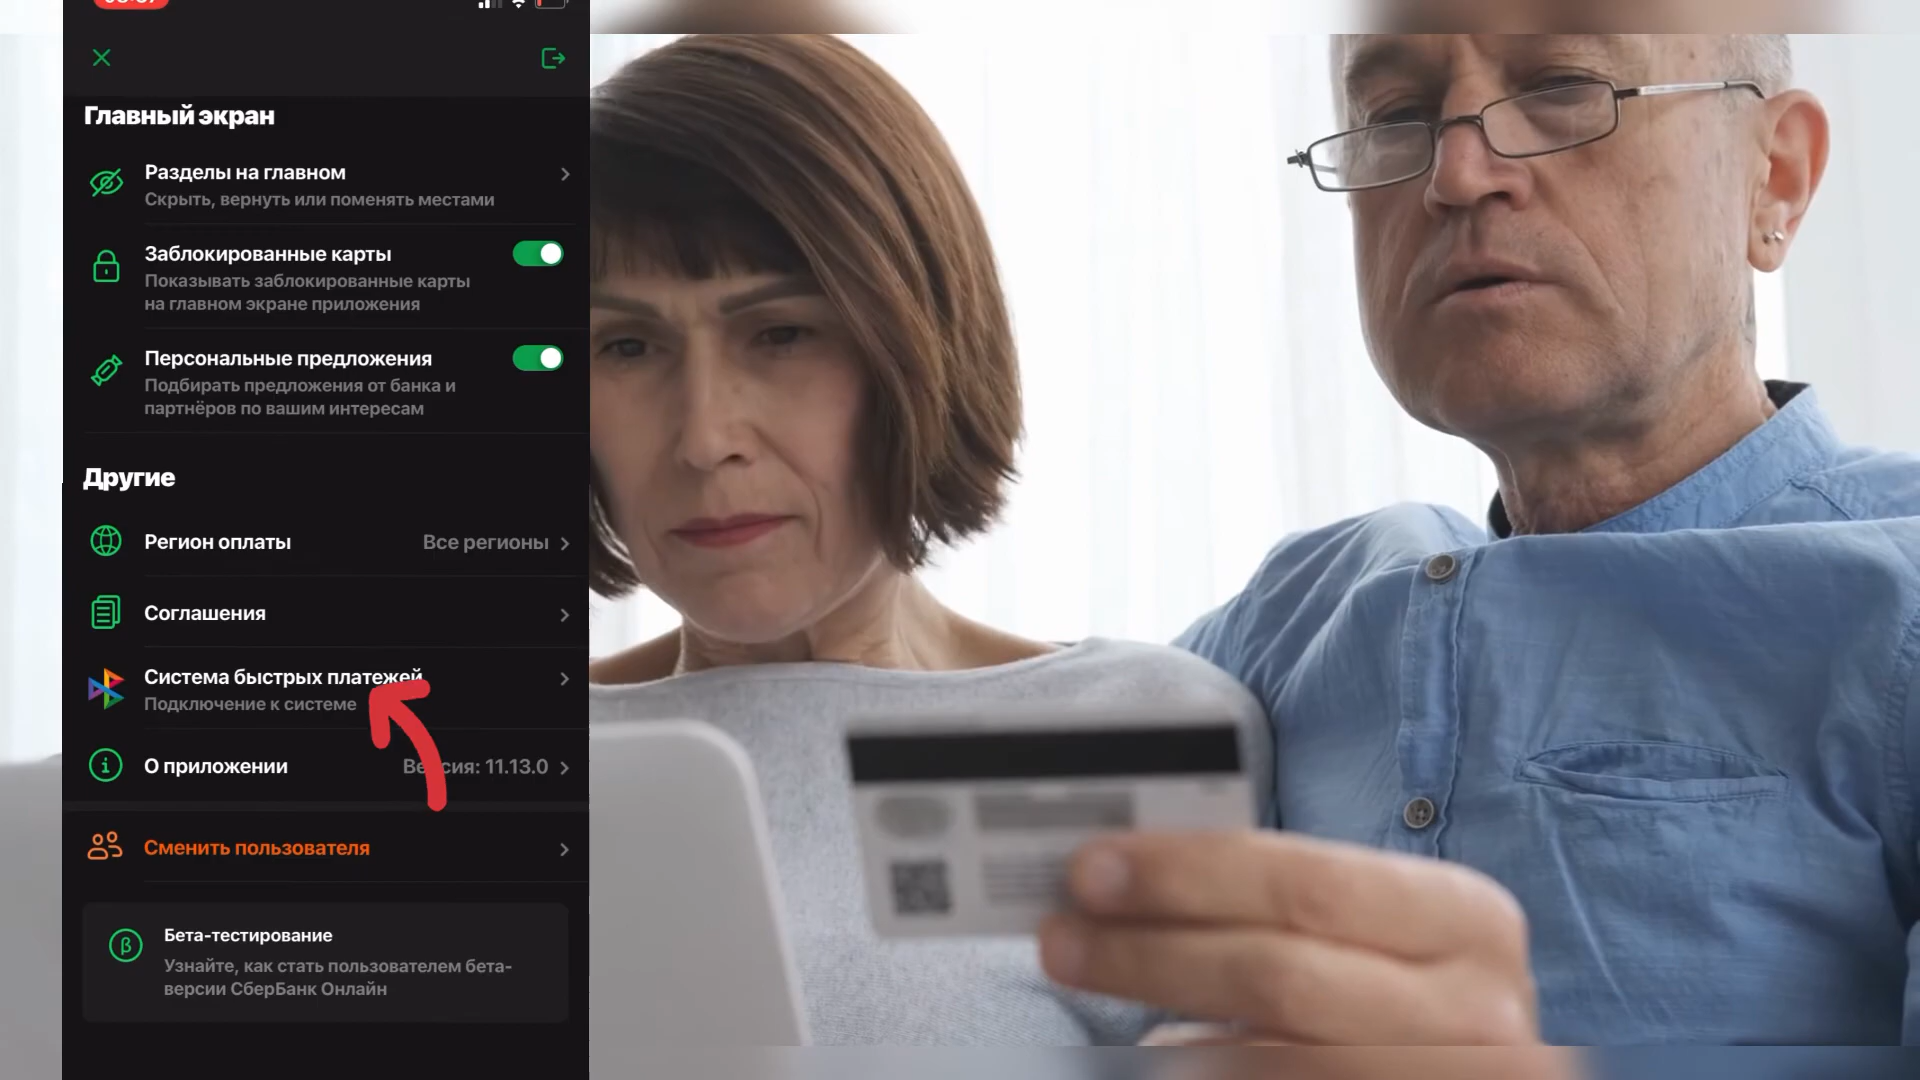 Главный экран
Разделы на главном
Скрыть, вернуть или поменять местами
Заблокированные карты
Показывать заблокированные карты
на главном экране приложения
Персональные предложения
Подбирать предложения от банка и
партнёров по вашим интересам
Другие
Регион оплаты
Все регионы
Соглашения
Система быстрых платежей
Подключение к системе
О приложении
Версия: 11.13.0
Сменить пользователя
β
Бета-тестирование
Узнайте, как стать пользователем бета-
версии СберБанк Онлайн